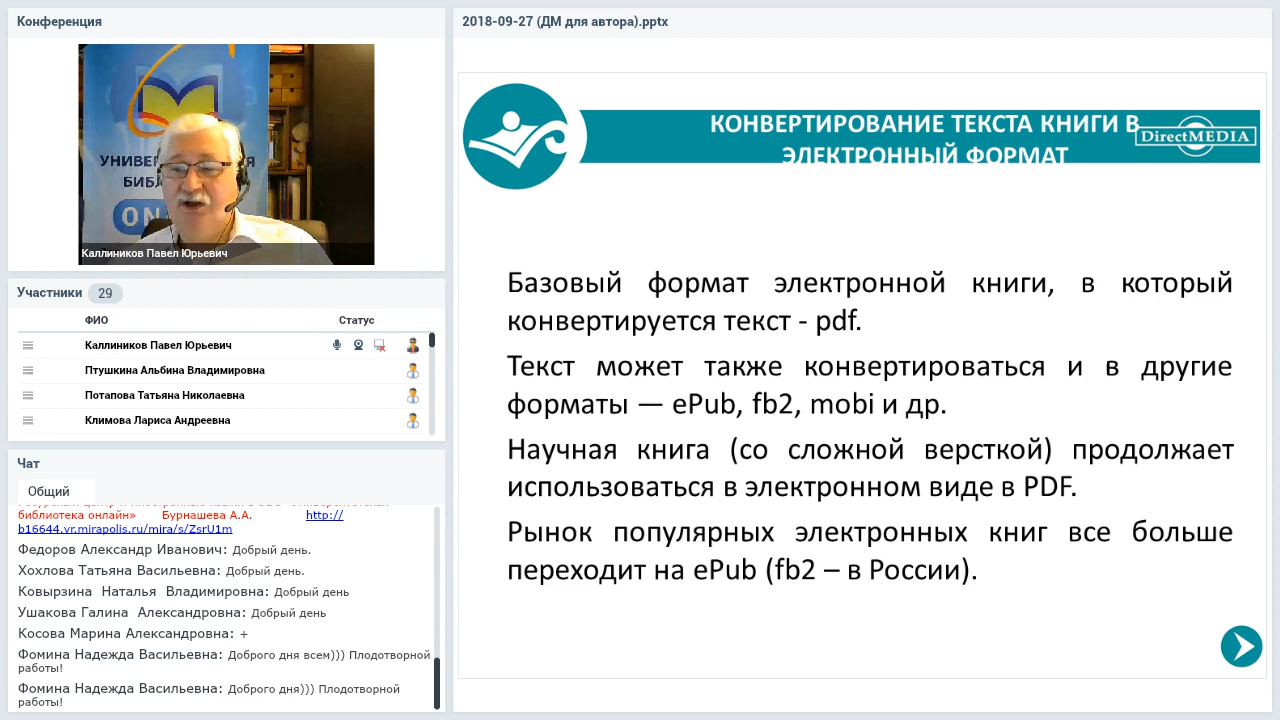 Конференция
УНИВЕ
АЯ
БИБЛ
ON
Каллиников Павел Юрьевич
Участники 29
ФИО Статус
Каллиников Павел Юрьевич
Птушкина Альбина Владимировна
Потапова Татьяна Николаевна
Климова Лариса Андреевна
Чат
Общий
библиотека онлайн» Бурнашева А.А. http://
b16644.vr.mirapolis.ru/mira/s/ZsrU1m
Федоров Александр Иванович: Добрый день.
Хохлова Татьяна Васильевна: Добрый день.
Ковырзина Наталья Владимировна: Добрый день
Ушакова Галина Александровна: Добрый день
Косова Марина Александровна: +
Фомина Надежда Васильевна: Доброго дня всем))) Плодотворной
работы!
Фомина Надежда Васильевна: Доброго дня))) Плодотворной
работы!
2018-09-27 (ДМ для автора).pptx
КОНВЕРТИРОВАНИЕ ТЕКСТА КНИГИ В
ЭЛЕКТРОННЫЙ ФОРМАТ
DirectMEDIA
Базовый формат электронной книги, в который
конвертируется текст - pdf.
Текст может также конвертироваться и в другие
форматы — ePub, fb2, mobi и др.
Научная книга (со сложной версткой) продолжает
использоваться в электронном виде в PDF.
Рынок популярных электронных книг все больше
переходит на ePub (fb2 – в России).